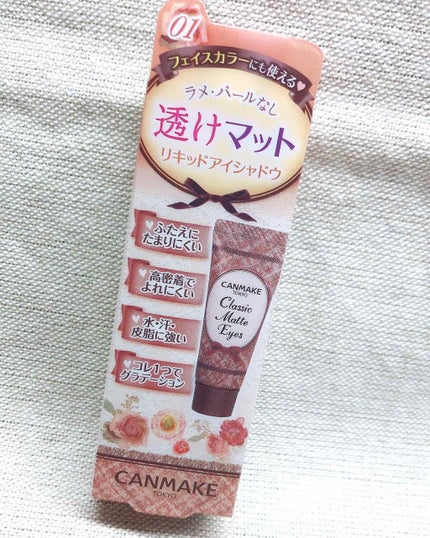 01
フェイスカラーにも使える♥
ラメ・パールなし
透けマット
リキッドアイシャドウ
ふたえに
たまりにくい
高密着で
よれにくい
水・汗・
皮脂に強い
コレ1つで
グラデーション
CANMAKE
TOKYO
Classic
Matte
Eyes
CANMAKE
TOKYO